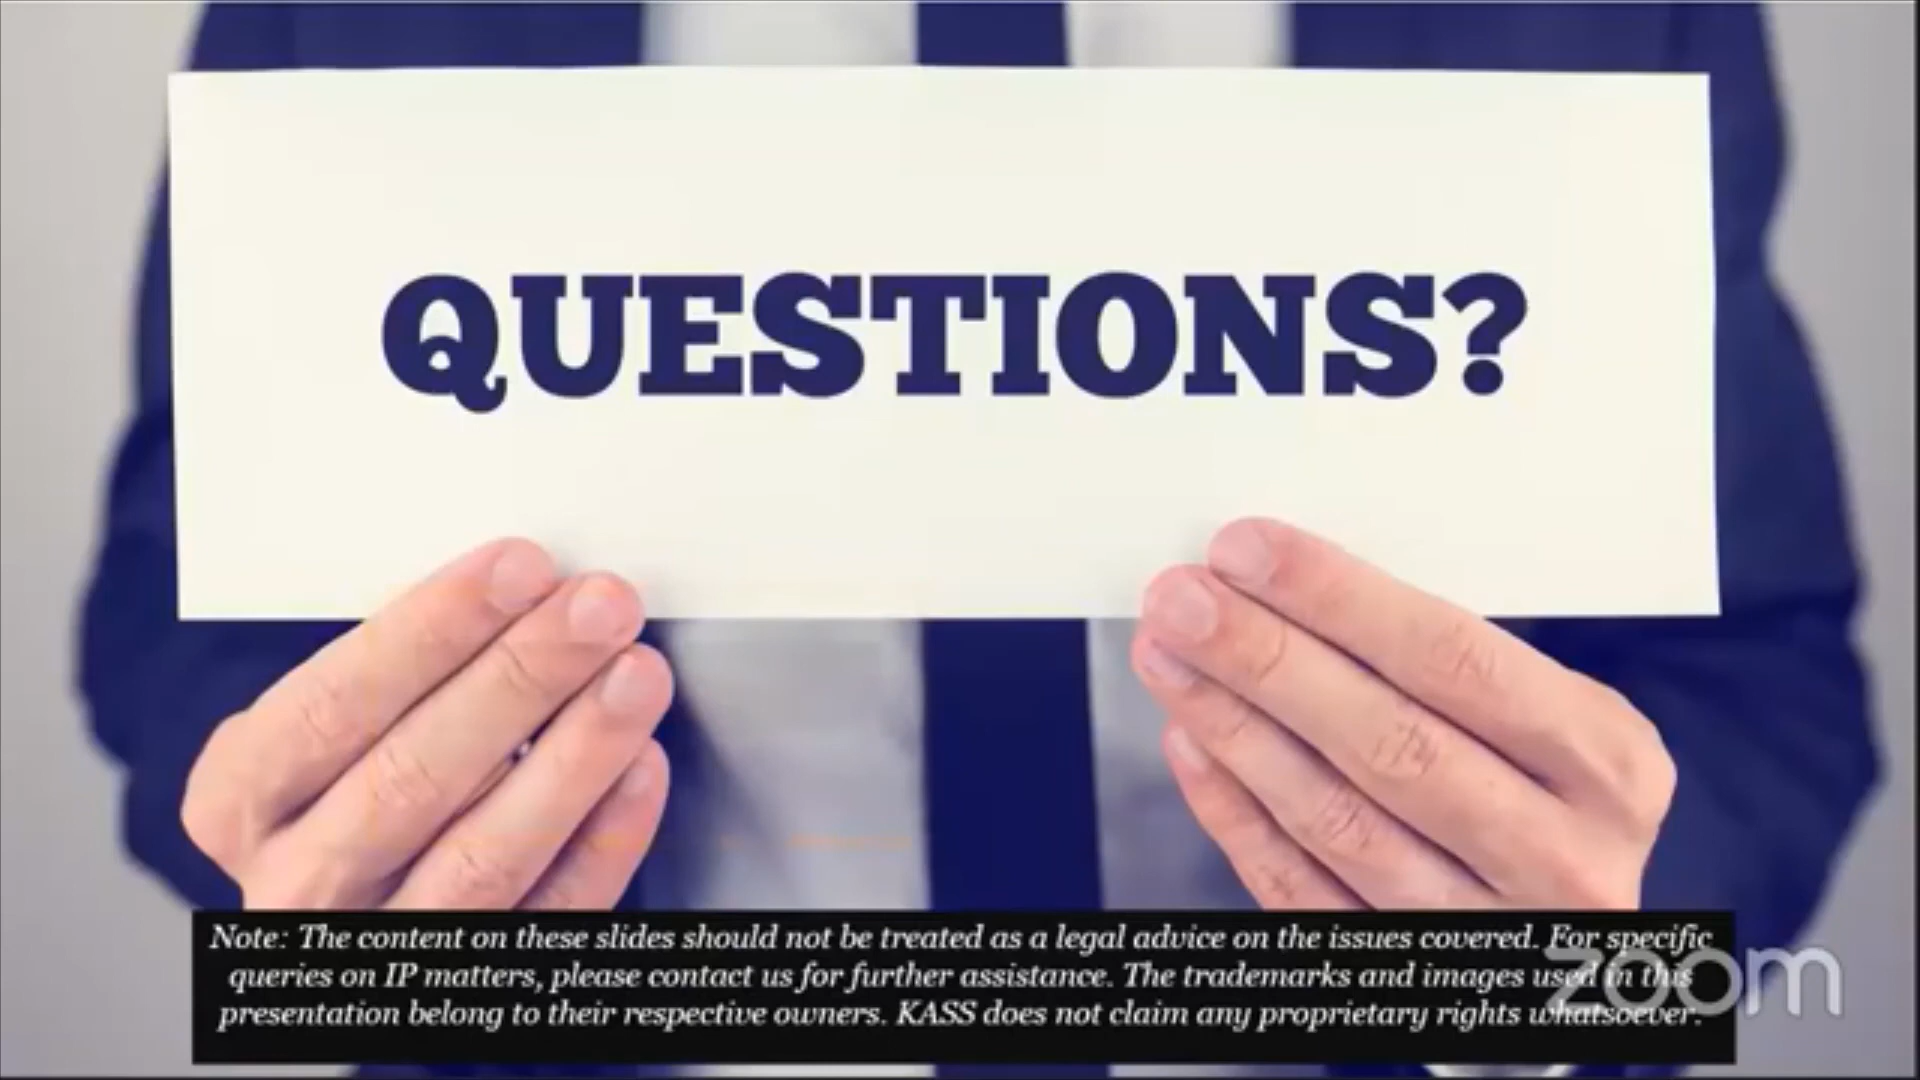 QUESTIONS?
Note: The content on these slides should not be treated as a legal advice on the issues covered. For specific
queries on IP matters, please contact us for further assistance. The trademarks and images used in this
presentation belong to their respective owners. KASS does not claim any proprietary rights whatsoever.
zoom